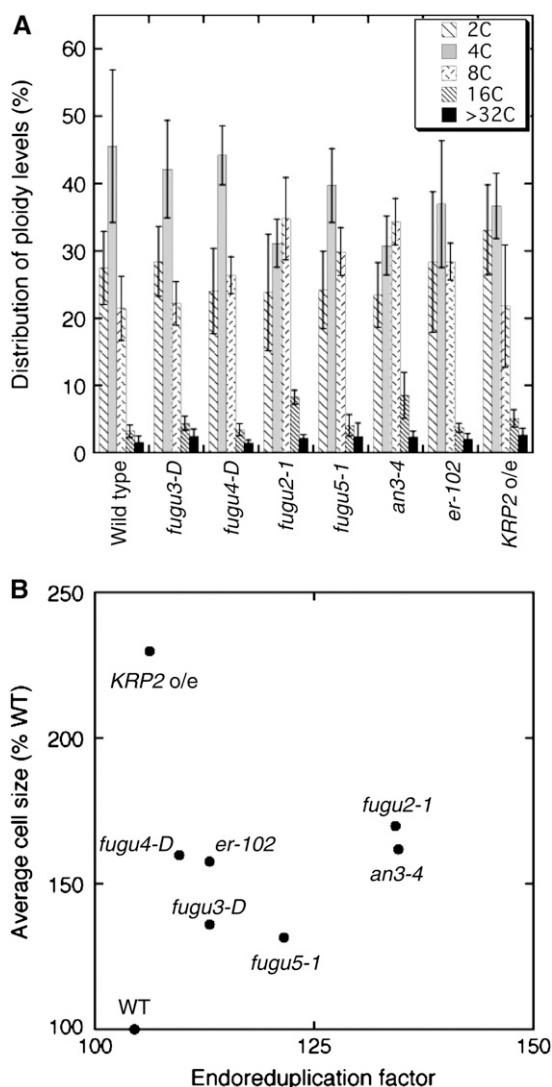 A
Distribution of ploidy levels (%)
60
50
40
30
20
10
0
2C
4C
8C
16C
>32C
Wild type
fugu3-D
fugu4-D
fugu2-1
fugu5-1
an3-4
er-102
KRP2 o/e
B
Average cell size (% WT)
250
200
150
100
KRP2 o/e
fugu2-1
fugu4-D
er-102
an3-4
fugu3-D
fugu5-1
WT
100
125
150
Endoreduplication factor